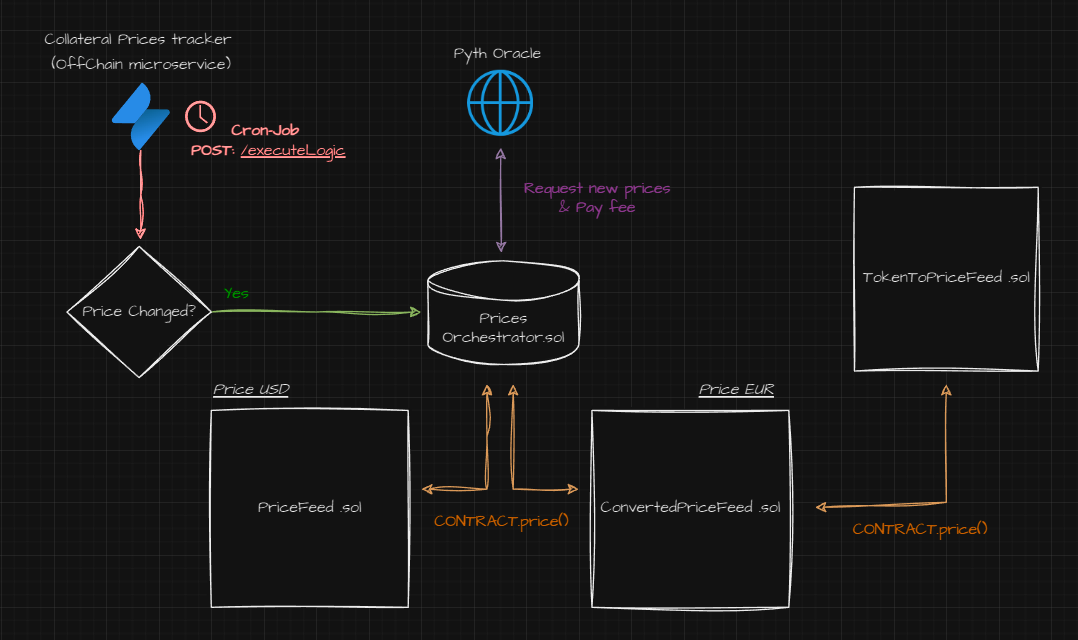 Collateral Prices tracker
(OffChain microservice)
Cron-Job
POST: /executeLogic
Pyth Oracle
Request new prices
& Pay fee
Price Changed?
Yes
Prices
Orchestrator.sol
TokenToPriceFeed .sol
Price USD
PriceFeed .sol
CONTRACT.price()
Price EUR
ConvertedPriceFeed .sol
CONTRACT.price()